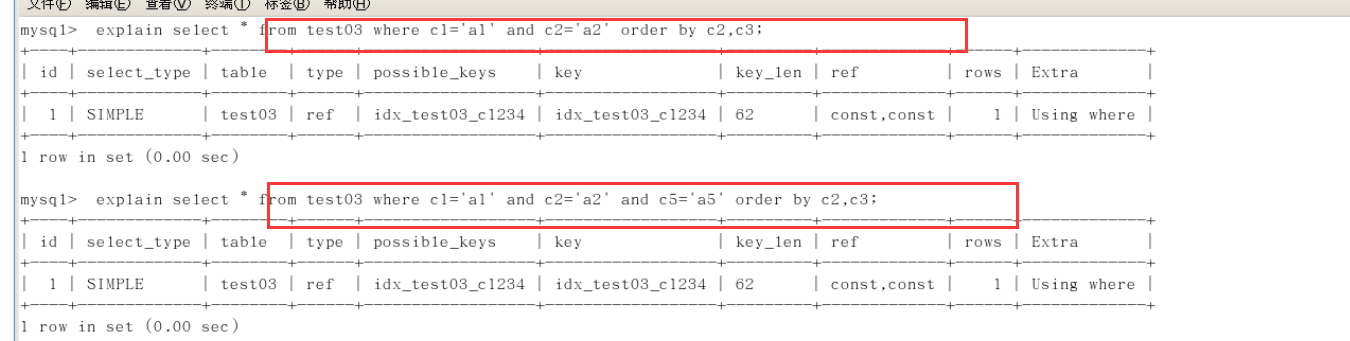 文件(F) 编辑(E) 查看(V) 终端(T) 标签(B) 帮助(H)
mysql>  explain select * from test03 where c1='a1' and c2='a2' order by c2,c3;
+----+-------------+--------+------+-----------------+-----------------+---------+-------------+------+-------------+
| id | select_type | table  | type | possible_keys   | key             | key_len | ref         | rows | Extra       |
+----+-------------+--------+------+-----------------+-----------------+---------+-------------+------+-------------+
|  1 | SIMPLE      | test03 | ref  | idx_test03_c1234 | idx_test03_c1234 | 62      | const,const |    1 | Using where |
+----+-------------+--------+------+-----------------+-----------------+---------+-------------+------+-------------+
1 row in set (0.00 sec)
mysql>  explain select * from test03 where c1='a1' and c2='a2' and c5='a5' order by c2,c3;
+----+-------------+--------+------+-----------------+-----------------+---------+-------------+------+-------------+
| id | select_type | table  | type | possible_keys   | key             | key_len | ref         | rows | Extra       |
+----+-------------+--------+------+-----------------+-----------------+---------+-------------+------+-------------+
|  1 | SIMPLE      | test03 | ref  | idx_test03_c1234 | idx_test03_c1234 | 62      | const,const |    1 | Using where |
+----+-------------+--------+------+-----------------+-----------------+---------+-------------+------+-------------+
1 row in set (0.00 sec)